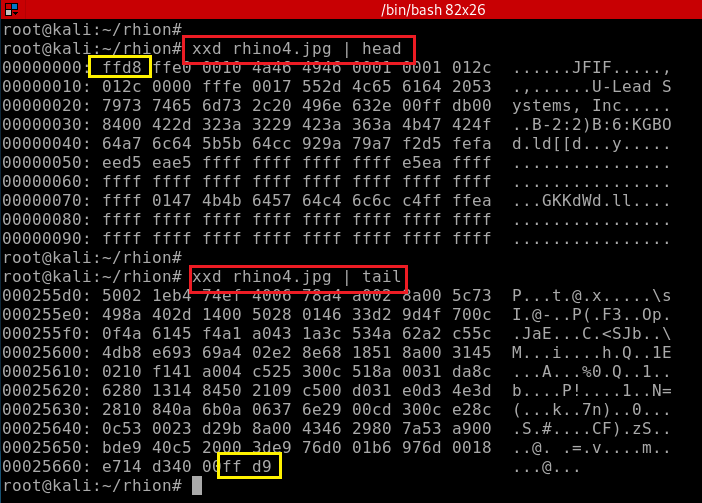 /bin/bash 82x26
root@kali:~/rhion#
root@kali:~/rhion# xxd rhino4.jpg | head
00000000: ffd8 ffe0 0010 4a46 4946 0001 0001 012c  ......JFIF.....,
00000010: 012c 0000 fffe 0017 552d 4c65 6164 2053  .,......U-Lead S
00000020: 7973 7465 6d73 2c20 496e 632e 00ff db00  ystems, Inc.....
00000030: 8400 422d 323a 3229 423a 363a 4b47 424f  ..B-2:2)B:6:KGBO
00000040: 64a7 6c64 5b5b 64cc 929a 79a7 f2d5 fefa  d.ld[[d...y.....
00000050: eed5 eae5 ffff ffff ffff ffff e5ea ffff  ................
00000060: ffff ffff ffff ffff ffff ffff ffff ffff  ................
00000070: ffff 0147 4b4b 6457 64c4 6c6c c4ff ffea  ...GKKdWd.ll....
00000080: ffff ffff ffff ffff ffff ffff ffff ffff  ................
00000090: ffff ffff ffff ffff ffff ffff ffff ffff  ................
root@kali:~/rhion#
root@kali:~/rhion# xxd rhino4.jpg | tail
000255d0: 5002 1eb4 74ef 4006 78a4 a002 8a00 5c73  P...t.@.x.....\s
000255e0: 498a 402d 1400 5028 0146 33d2 9d4f 700c  I.@-..P(.F3..Op.
000255f0: 0f4a 6145 f4a1 a043 1a3c 534a 62a2 c55c  .JaE...C.<SJb..\
00025600: 4db8 e693 69a4 02e2 8e68 1851 8a00 3145  M...i....h.Q..1E
00025610: 0210 f141 a004 c525 300c 518a 0031 da8c  ...A...%0.Q..1..
00025620: 6280 1314 8450 2109 c500 d031 e0d3 4e3d  b....P!....1..N=
00025630: 2810 840a 6b0a 0637 6e29 00cd 300c e28c  (...k..7n)..0...
00025640: 0c53 0023 d29b 8a00 4346 2980 7a53 a900  .S.#....CF).zS..
00025650: bde9 40c5 2000 3de9 76d0 01b6 976d 0018  ..@. .=.v....m..
00025660: e714 d340 00ff d9  ...@...
root@kali:~/rhion#